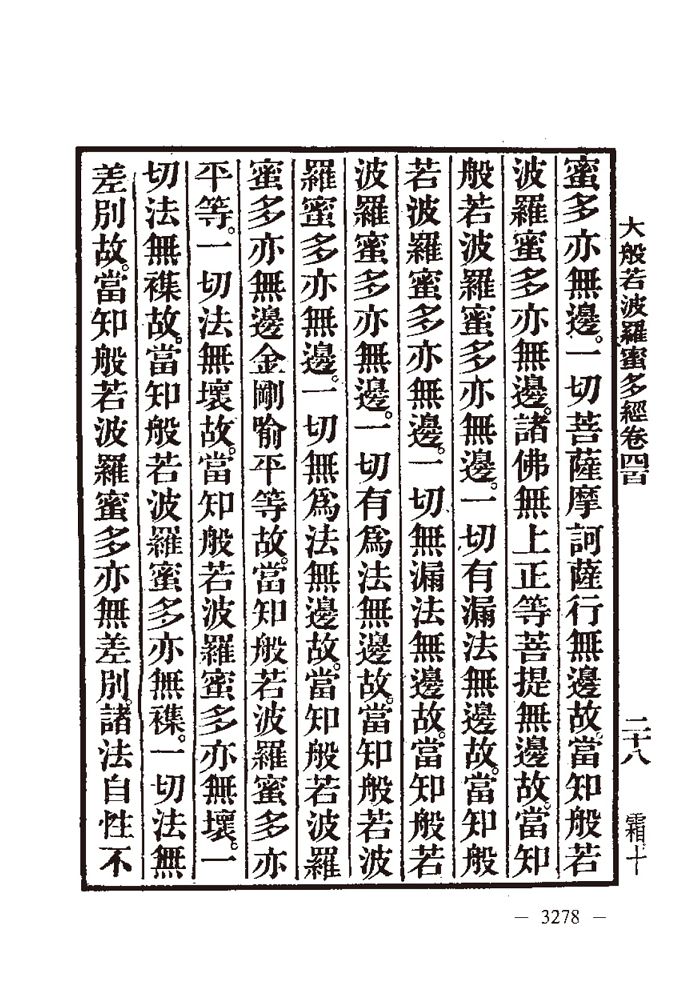 大般若波羅蜜多經卷四百
二十八
霜十
蜜多亦無邊。一切菩薩摩訶薩行無邊故。當知般若
波羅蜜多亦無邊。諸佛無上正等菩提無邊故。當知
般若波羅蜜多亦無邊。一切有漏法無邊故。當知般
若波羅蜜多亦無邊。一切無漏法無邊故。當知般若
波羅蜜多亦無邊。一切有為法無邊故。當知般若波
羅蜜多亦無邊。一切無為法無邊故。當知般若波羅
蜜多亦無邊金剛喻平等故。當知般若波羅蜜多亦
平等。一切法無壞故。當知般若波羅蜜多亦無壞。一
切法無襍故。當知般若波羅蜜多亦無襍。一切法無
差別故。當知般若波羅蜜多亦無差別。諸法自性不
— 3278 —